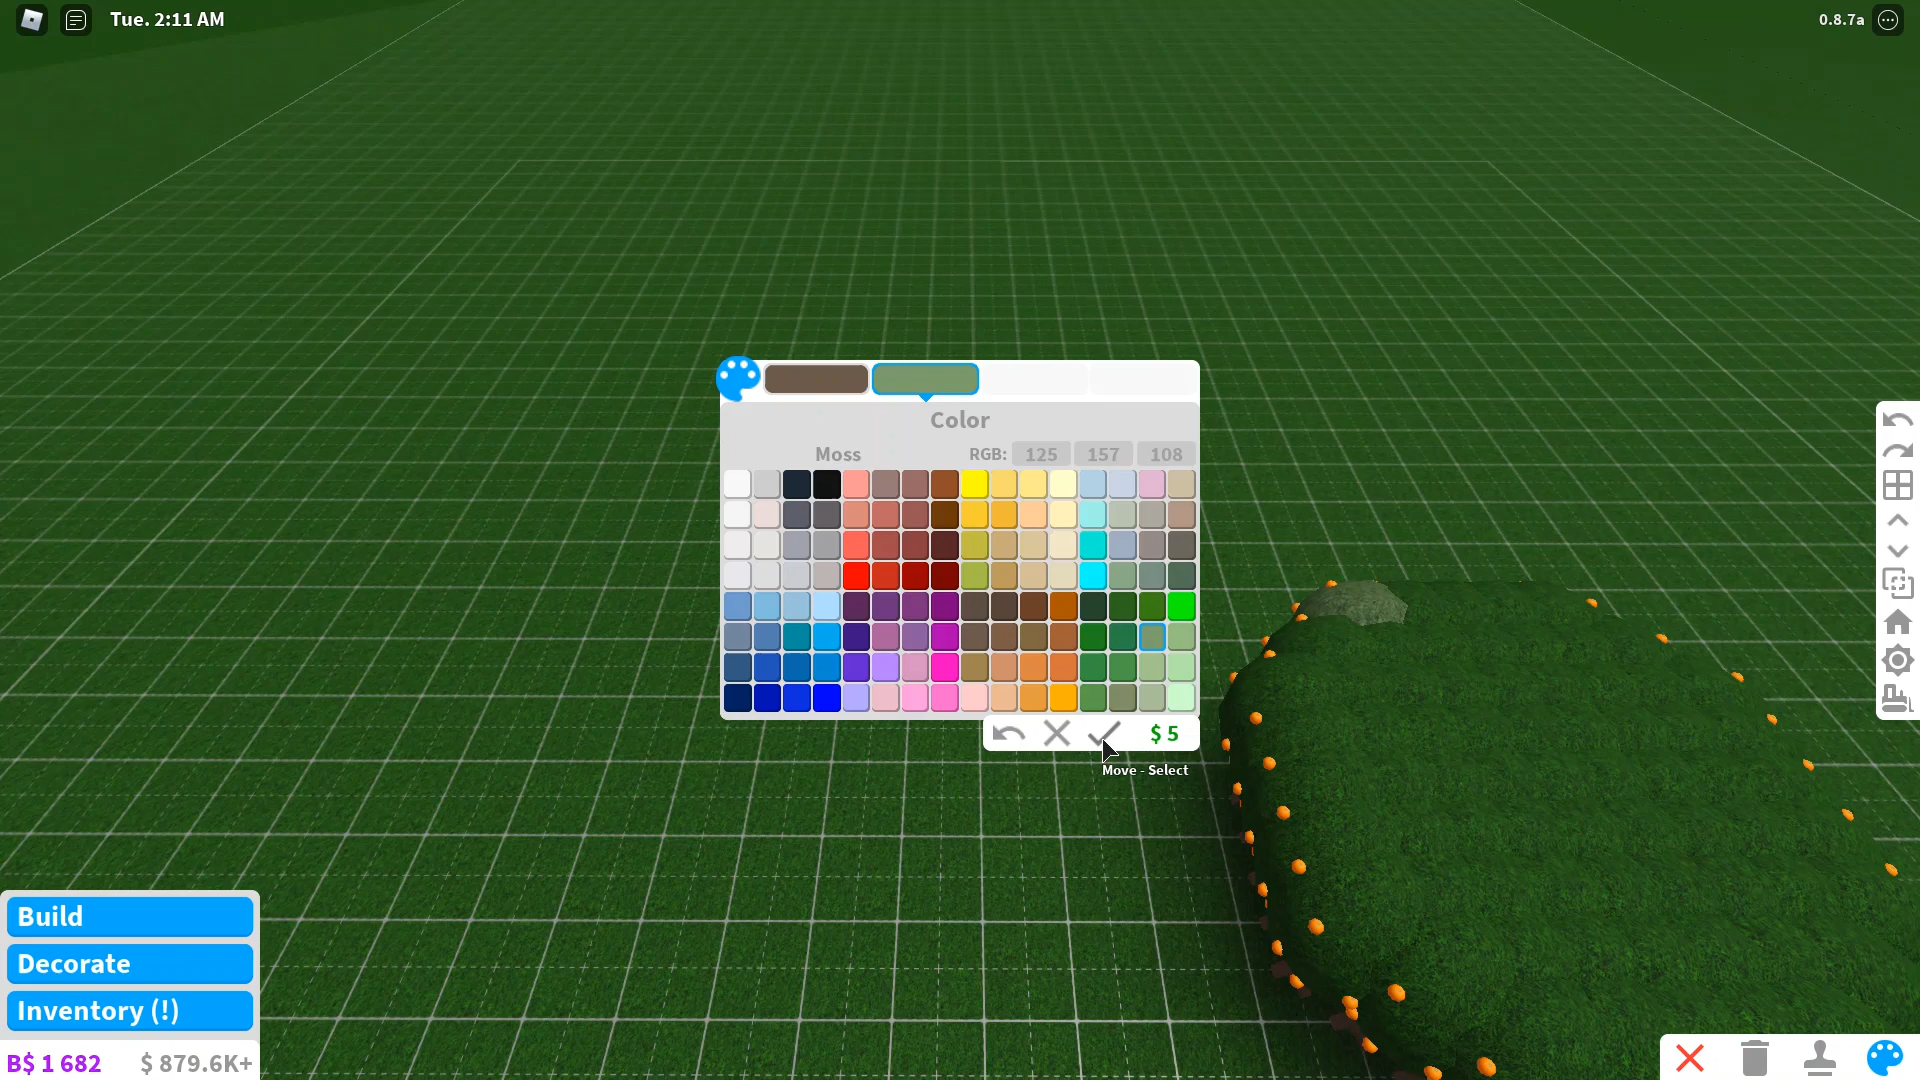 Tue. 2:11 AM
0.8.7a
Color
Moss
RGB: 125 157 108
$ 5
Move - Select
Build
Decorate
Inventory (!)
B$ 1 682 $ 879.6K+